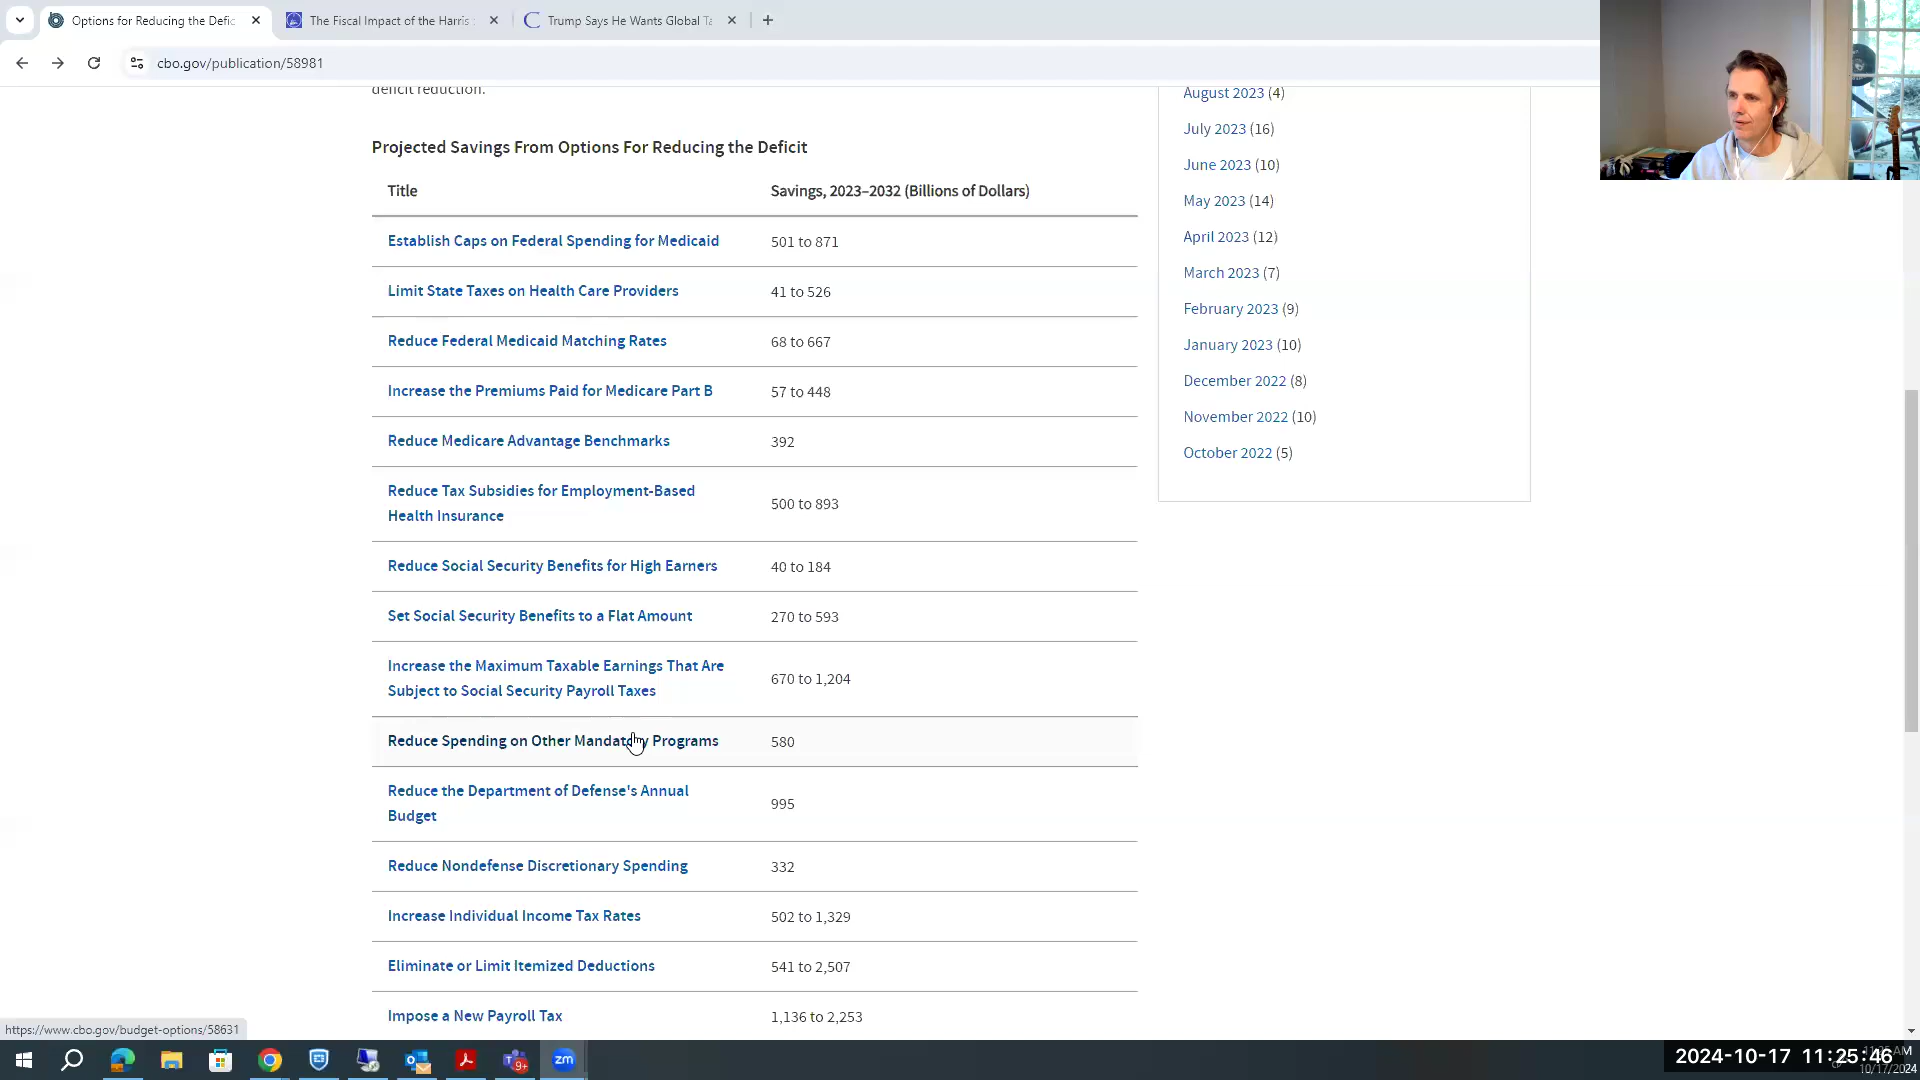 Options for Reducing the Defic
The Fiscal Impact of the Harris
Trump Says He Wants Global Ta
cbo.gov/publication/58981
deficit reduction.
Projected Savings From Options For Reducing the Deficit
Title Savings, 2023–2032 (Billions of Dollars)
Establish Caps on Federal Spending for Medicaid 501 to 871
Limit State Taxes on Health Care Providers 41 to 526
Reduce Federal Medicaid Matching Rates 68 to 667
Increase the Premiums Paid for Medicare Part B 57 to 448
Reduce Medicare Advantage Benchmarks 392
Reduce Tax Subsidies for Employment-Based
Health Insurance
500 to 893
Reduce Social Security Benefits for High Earners 40 to 184
Set Social Security Benefits to a Flat Amount 270 to 593
Increase the Maximum Taxable Earnings That Are
Subject to Social Security Payroll Taxes
670 to 1,204
Reduce Spending on Other Mandatory Programs 580
Reduce the Department of Defense's Annual
Budget
995
Reduce Nondefense Discretionary Spending 332
Increase Individual Income Tax Rates 502 to 1,329
Eliminate or Limit Itemized Deductions 541 to 2,507
Impose a New Payroll Tax 1,136 to 2,253
August 2023 (4)
July 2023 (16)
June 2023 (10)
May 2023 (14)
April 2023 (12)
March 2023 (7)
February 2023 (9)
January 2023 (10)
December 2022 (8)
November 2022 (10)
October 2022 (5)
https://www.cbo.gov/budget-options/58631
zm
9+
2024-10-17 11:25:46
10/17/2024